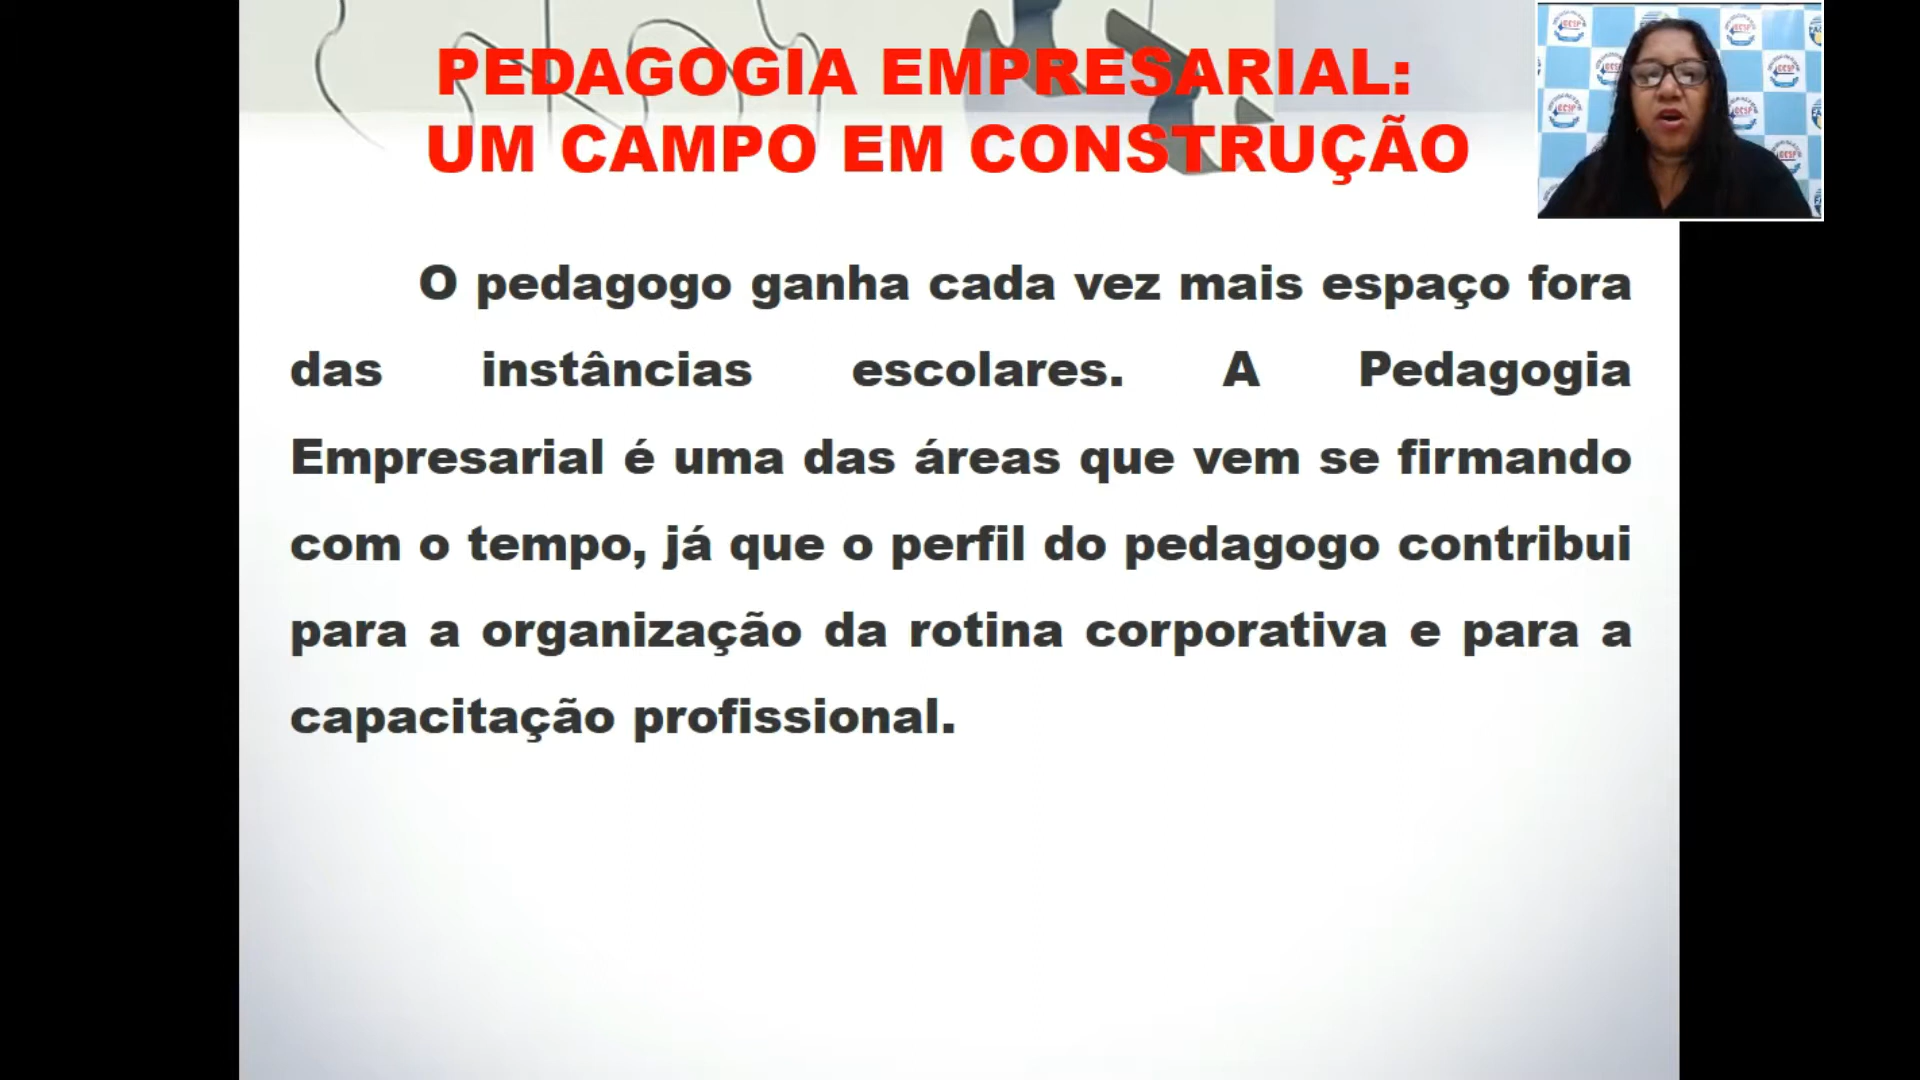 PEDAGOGIA EMPRESARIAL:
UM CAMPO EM CONSTRUÇÃO
O pedagogo ganha cada vez mais espaço fora
das instâncias escolares. A Pedagogia
Empresarial é uma das áreas que vem se firmando
com o tempo, já que o perfil do pedagogo contribui
para a organização da rotina corporativa e para a
capacitação profissional.